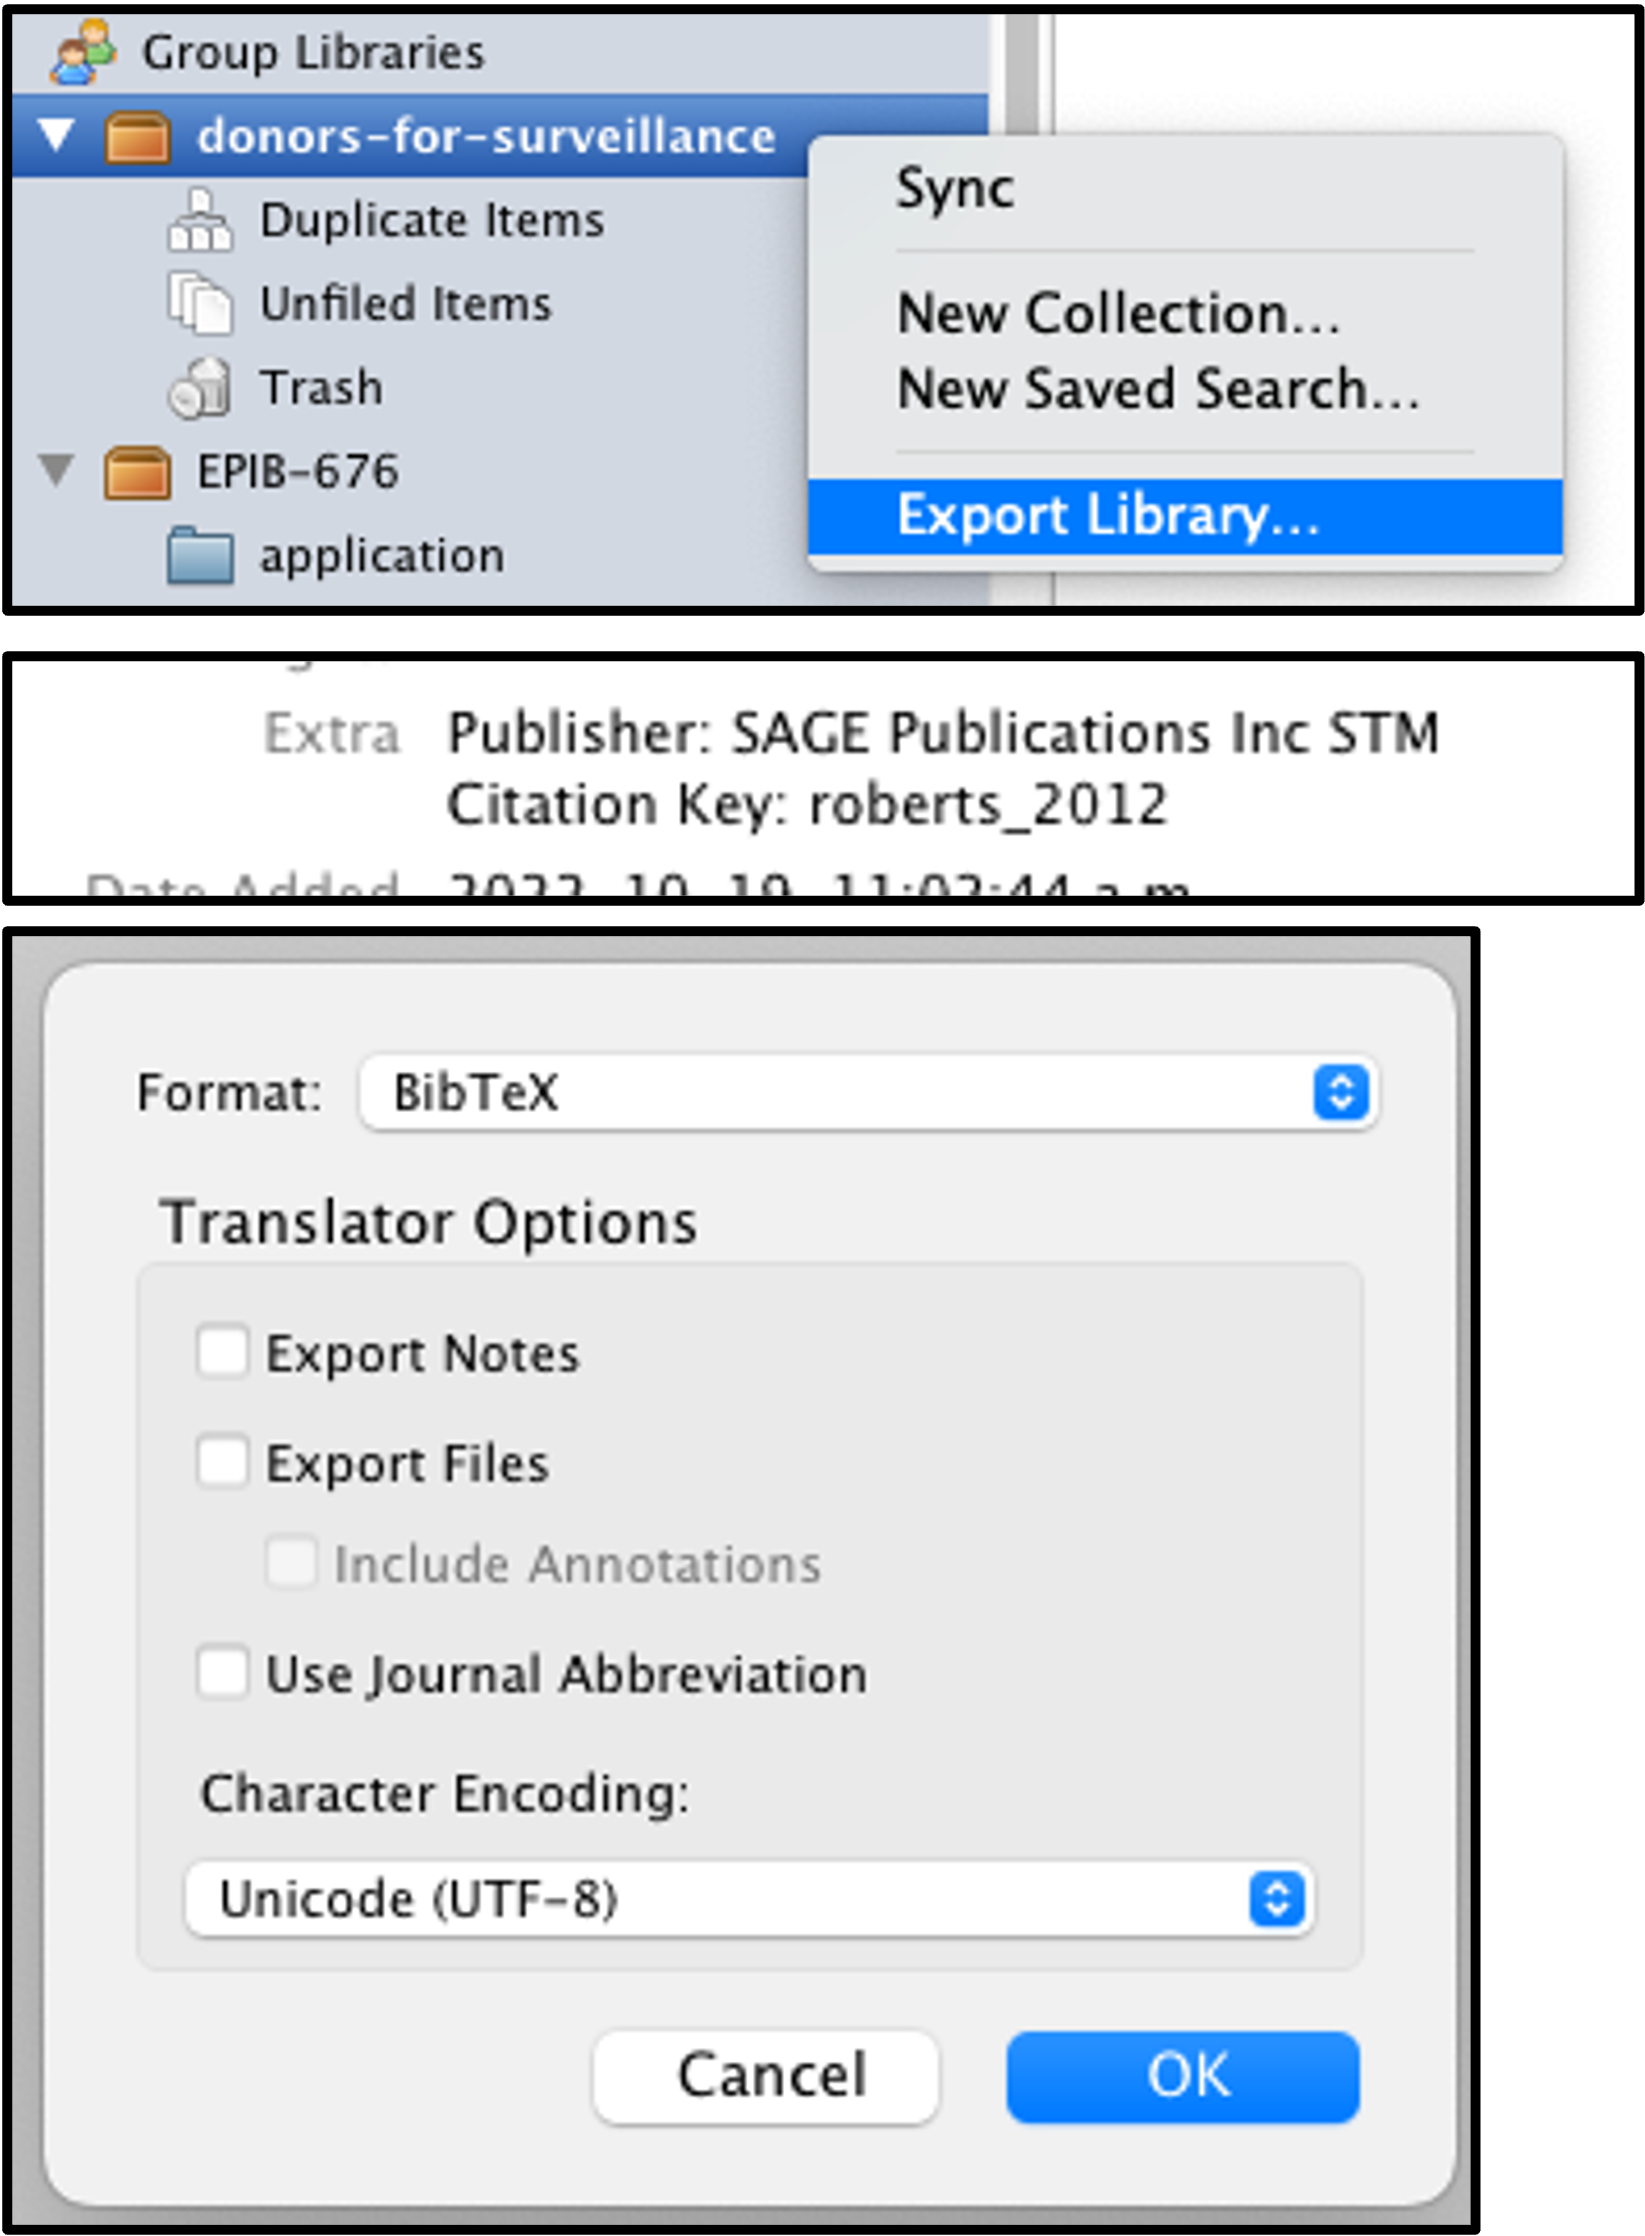 Group Libraries
donors-for-surveillance
Sync
Duplicate Items
New Collection...
Unfiled Items
New Saved Search...
Trash
EPIB-676
Export Library...
application
Extra Publisher: SAGE Publications Inc STM
Citation Key: roberts_2012
Date Added
Format: BibTeX
Translator Options
Export Notes
Export Files
Include Annotations
Use Journal Abbreviation
Character Encoding:
Unicode (UTF-8)
Cancel OK